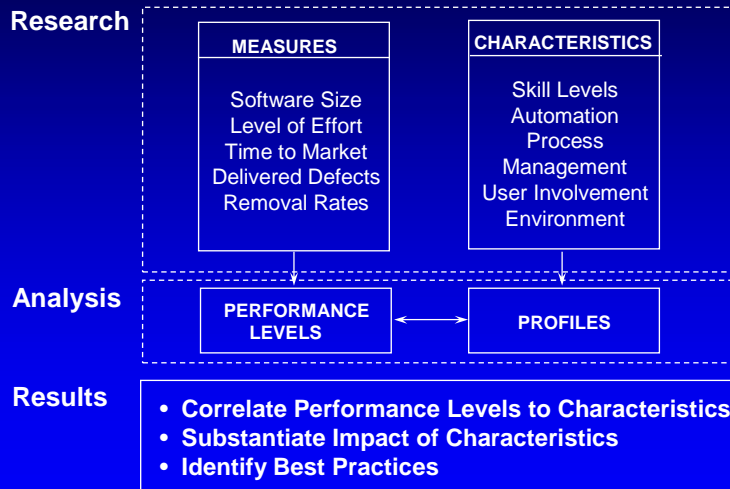 Research
MEASURES
Software Size
Level of Effort
Time to Market
Delivered Defects
Removal Rates
CHARACTERISTICS
Skill Levels
Automation
Process
Management
User Involvement
Environment
Analysis
PERFORMANCE
LEVELS
PROFILES
Results
• Correlate Performance Levels to Characteristics
• Substantiate Impact of Characteristics
• Identify Best Practices